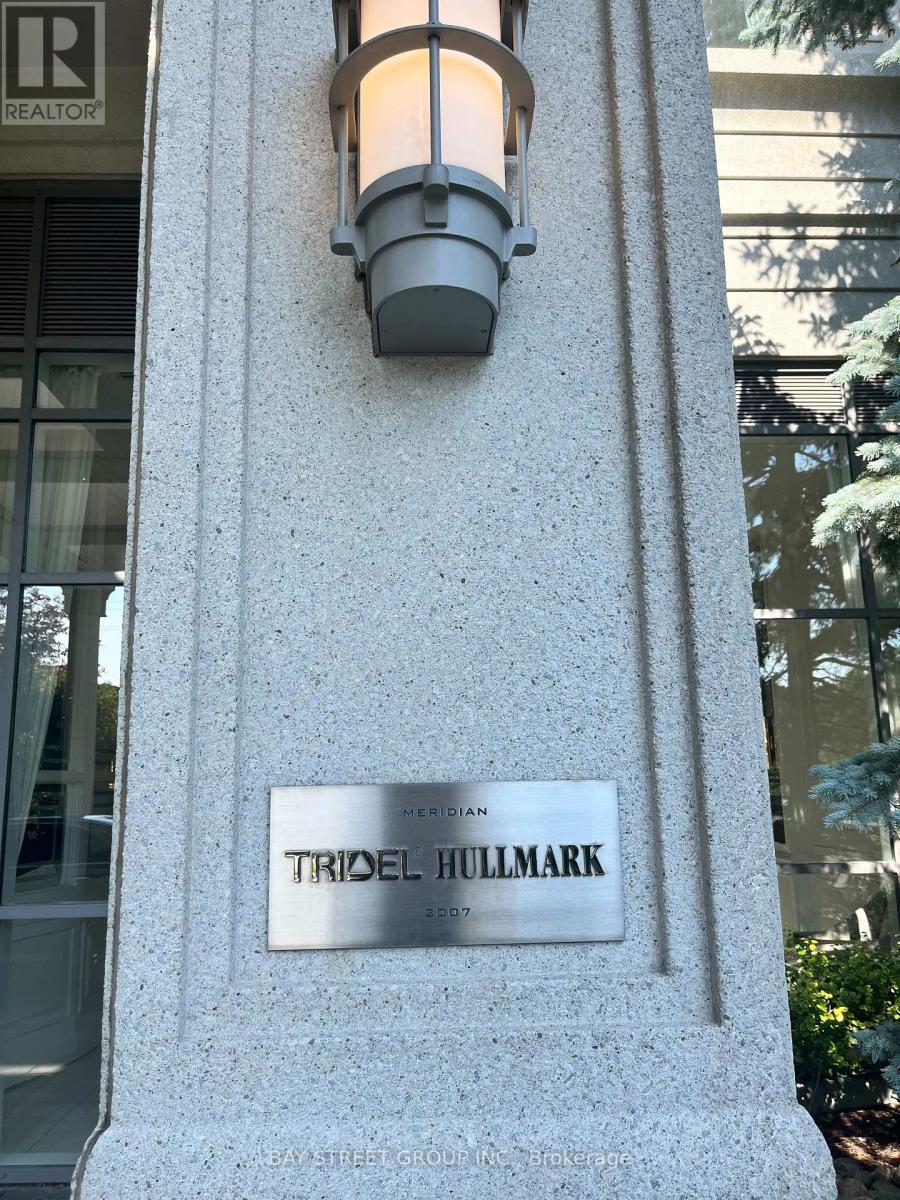 R
REALTOR®
MERIDIAN
TRIDEL® HULLMARK
2007
BAY STREET GROUP INC., Brokerage